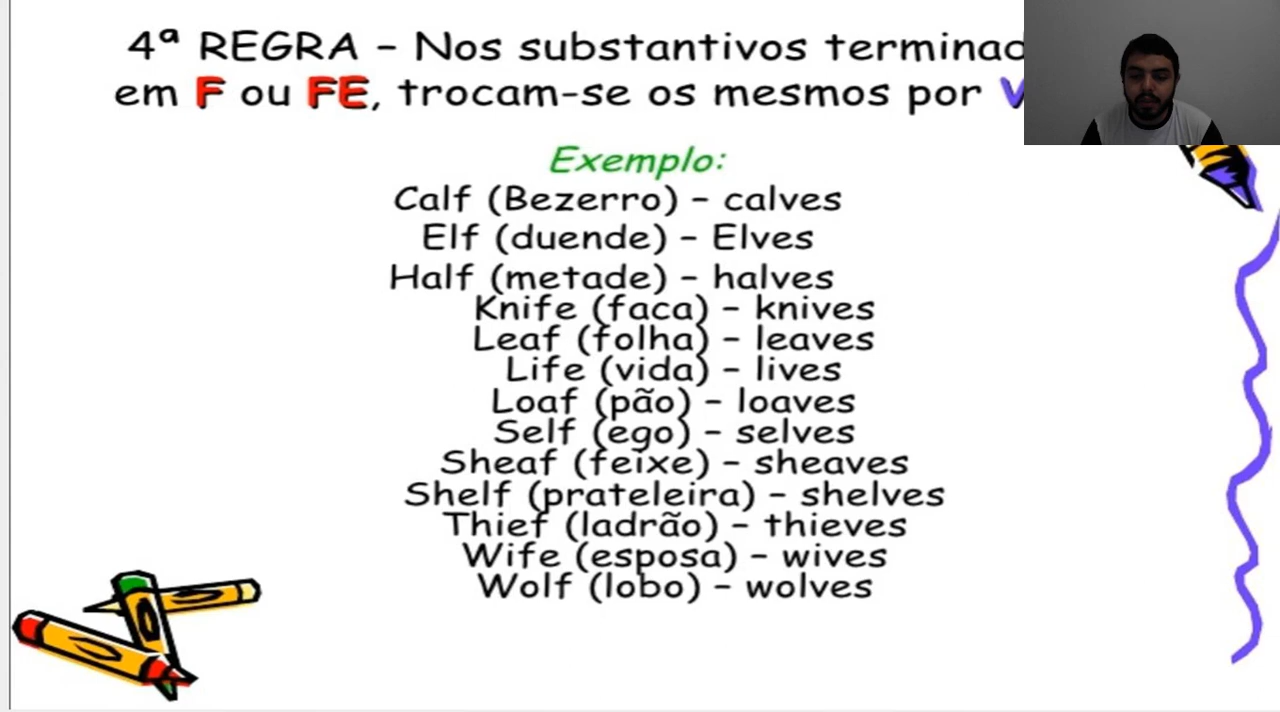 4ª REGRA - Nos substantivos
em F ou FE, trocam-se os mesmos por
Exemplo:
Calf (Bezerro) - calves
Elf (duende) - Elves
Half (metade) - halves
Knife (faca) - knives
Leaf (folha) - leaves
Life (vida) - lives
Loaf (pão) - loaves
Self (ego) - selves
Sheaf (feixe) - sheaves
Shelf (prateleira) - shelves
Thief (ladrão) - thieves
Wife (esposa) - wives
Wolf (lobo) - wolves